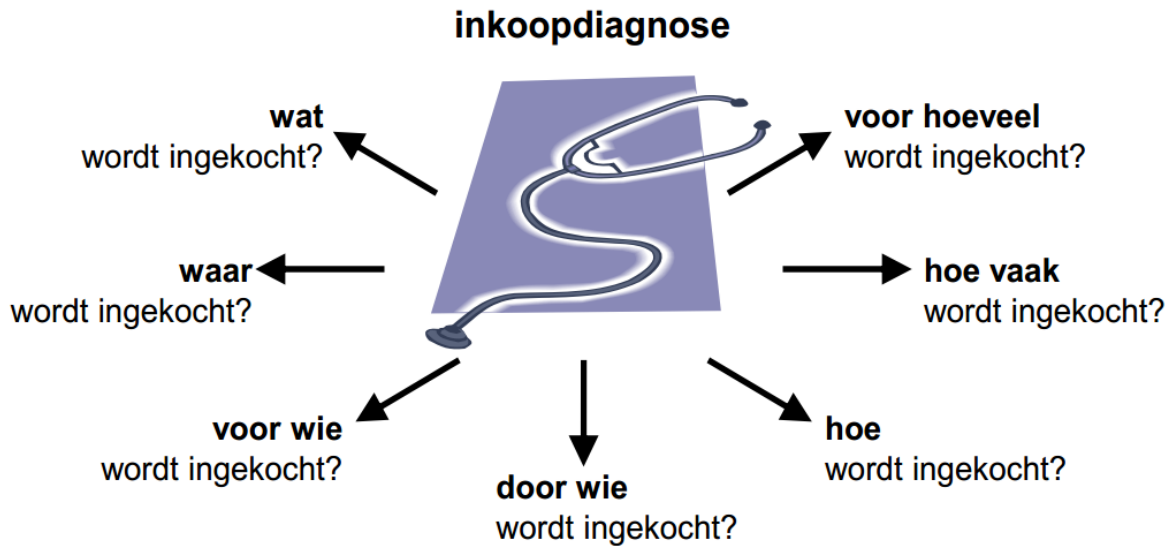 inkoopdiagnose
wat
wordt ingekocht?
voor hoeveel
wordt ingekocht?
waar
wordt ingekocht?
hoe vaak
wordt ingekocht?
voor wie
wordt ingekocht?
door wie
wordt ingekocht?
hoe
wordt ingekocht?